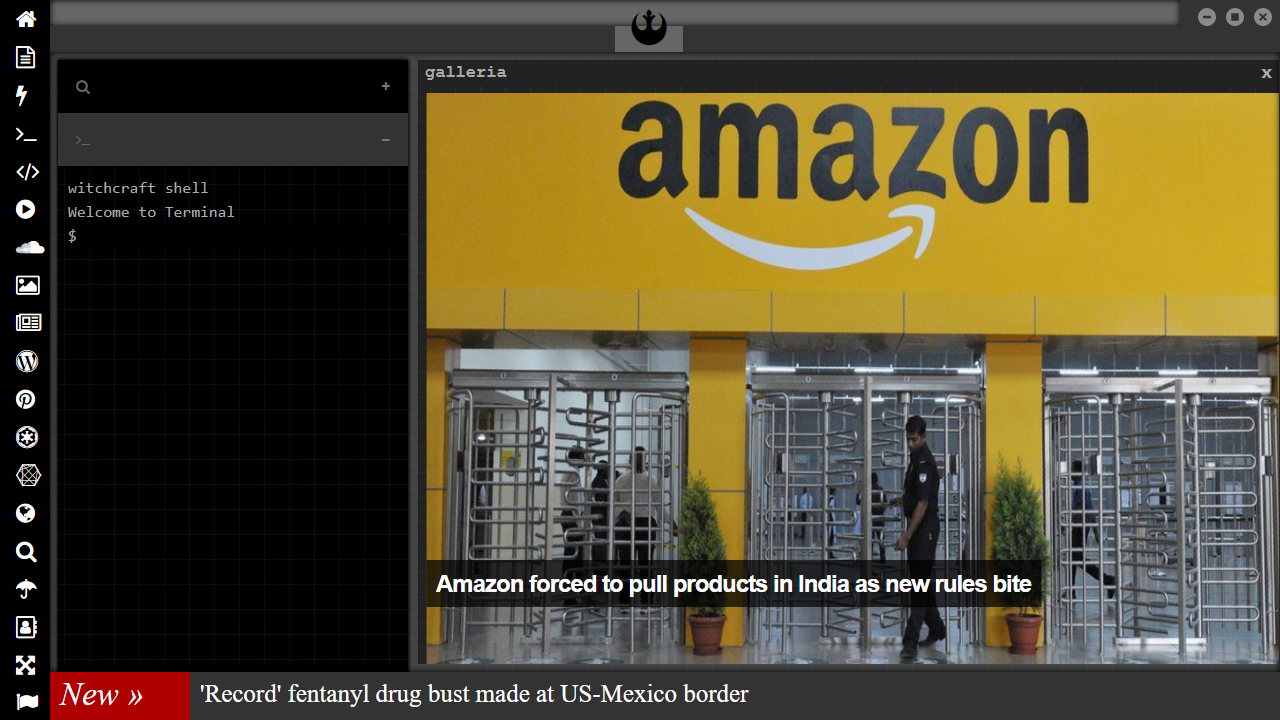 galleria
x
witchcraft shell
Welcome to Terminal
$
amazon
Amazon forced to pull products in India as new rules bite
New »
'Record' fentanyl drug bust made at US-Mexico border